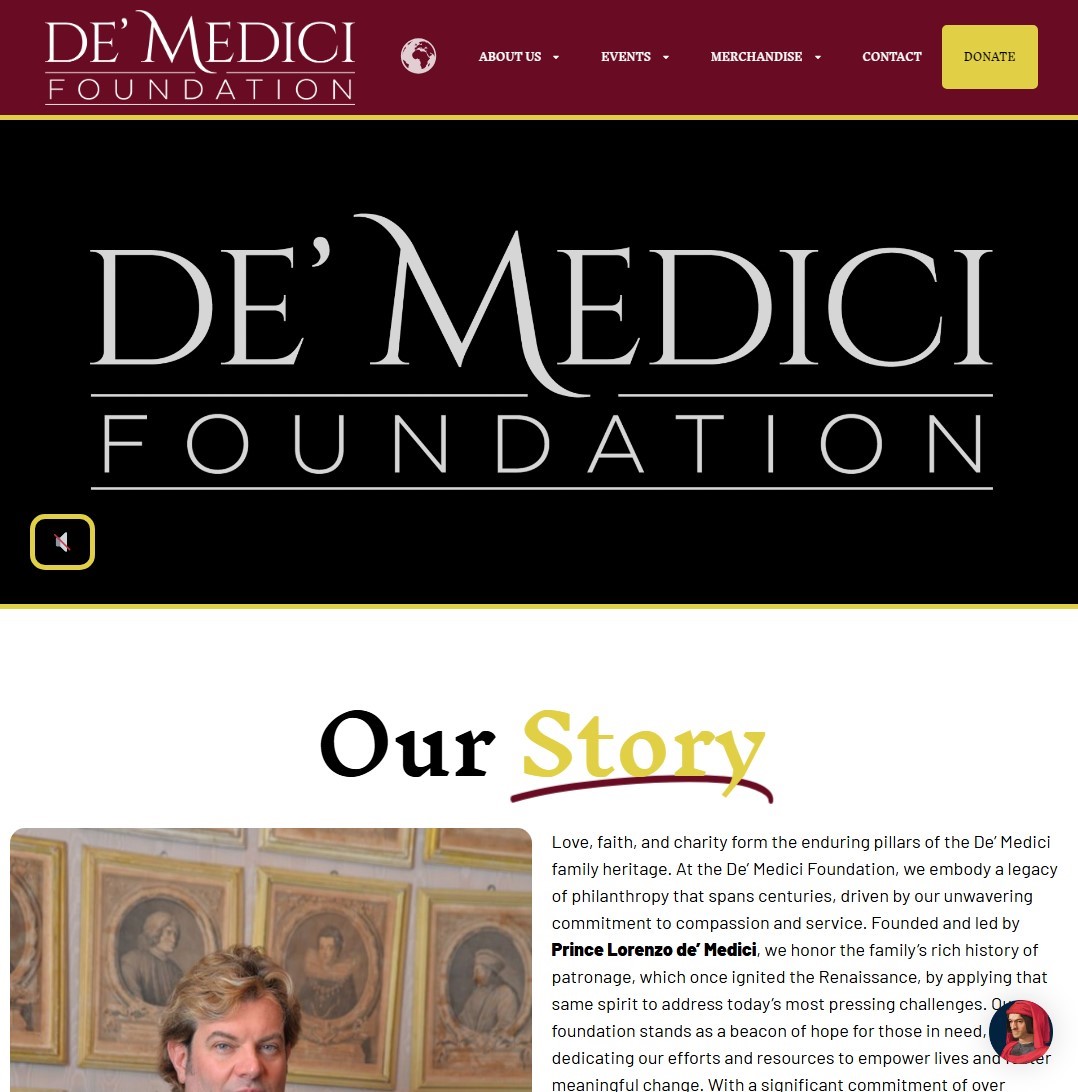 DE' MEDICI
FOUNDATION
ABOUT US
EVENTS
MERCHANDISE
CONTACT
DONATE
DE' MEDICI
FOUNDATION
Our Story
Love, faith, and charity form the enduring pillars of the De' Medici
family heritage. At the De' Medici Foundation, we embody a legacy
of philanthropy that spans centuries, driven by our unwavering
commitment to compassion and service. Founded and led by
Prince Lorenzo de' Medici, we honor the family's rich history of
patronage, which once ignited the Renaissance, by applying that
same spirit to address today's most pressing challenges.
foundation stands as a beacon of hope for those in need,
dedicating our efforts and resources to empower lives and
meaningful change. With a significant commitment of over